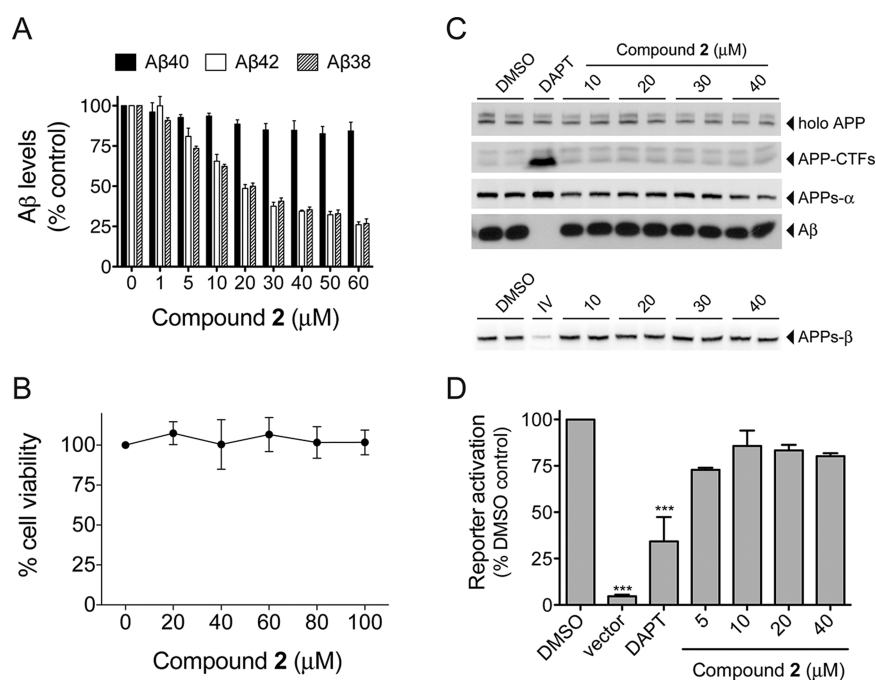 A
Aβ40 Aβ42 Aβ38
Aβ levels
(% control)
100
75
50
25
0
0 1 5 10 20 30 40 50 60
Compound 2 (μM)
B
% cell viability
100
75
50
25
0
0 20 40 60 80 100
Compound 2 (μM)
C
Compound 2 (μM)
DMSO DAPT 10 20 30 40
holo APP
APP-CTFs
APPs-α
Aβ
DMSO IV 10 20 30 40
APPs-β
D
Reporter activation
(% DMSO control)
100
75
50
25
0
***
***
DMSO vector DAPT 5 10 20 40
Compound 2 (μM)